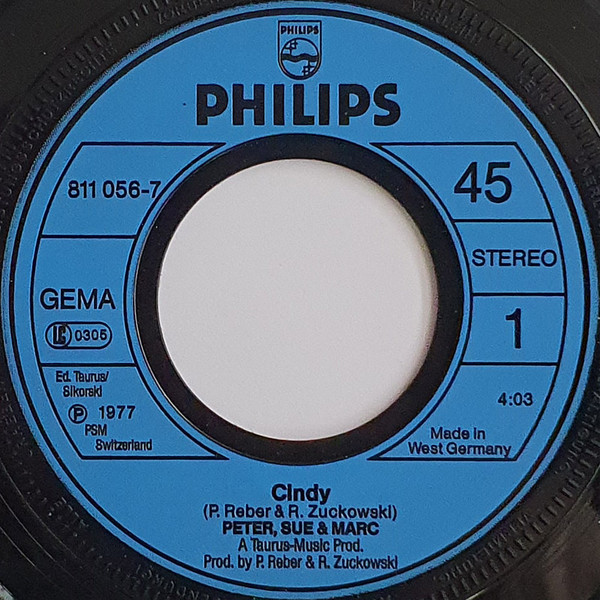 PHILIPS
PHILIPS
811 056-7
45
STEREO
GEMA
LC 0305
1
Ed. Taurus/
Sikorski
℗ 1977
PSM
Switzerland
4:03
Made in
West Germany
Cindy
(P. Reber & R. Zuckowski)
PETER, SUE & MARC
A Taurus-Music Prod.
Prod. by P. Reber & R. Zuckowski